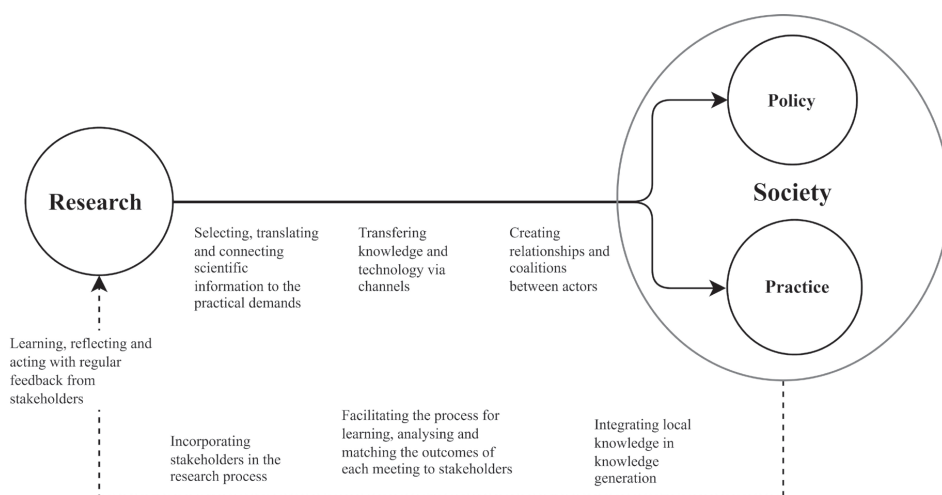 Policy
Research
Society
Selecting, translating
and connecting
scientific
information to the
practical demands
Transfering
knowledge and
technology via
channels
Creating
relationships and
coalitions
between actors
Practice
Learning, reflecting and
acting with regular
feedback from
stakeholders
Incorporating
stakeholders in the
research process
Facilitating the process for
learning, analysing and
matching the outcomes of
each meeting to stakeholders
Integrating local
knowledge in
knowledge
generation